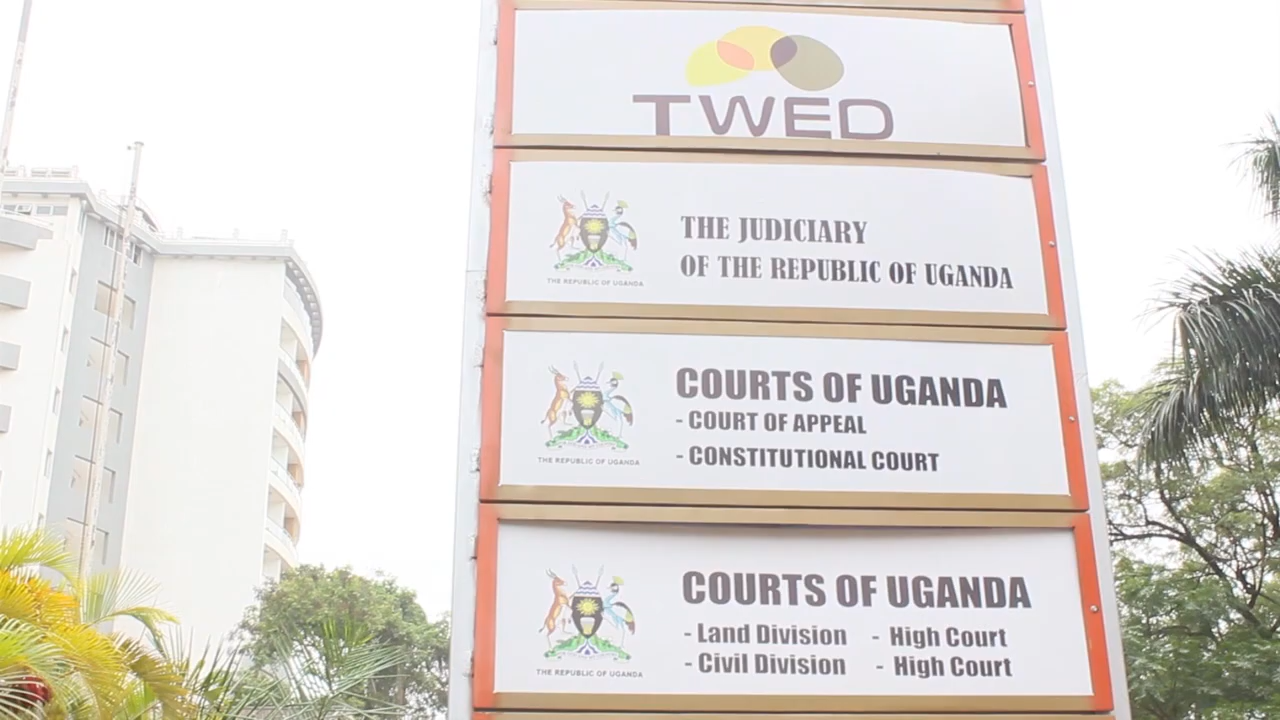 TWED
THE JUDICIARY
OF THE REPUBLIC OF UGANDA
THE REPUBLIC OF UGANDA
COURTS OF UGANDA
- COURT OF APPEAL
- CONSTITUTIONAL COURT
THE REPUBLIC OF UGANDA
COURTS OF UGANDA
- Land Division - High Court
- Civil Division - High Court
THE REPUBLIC OF UGANDA